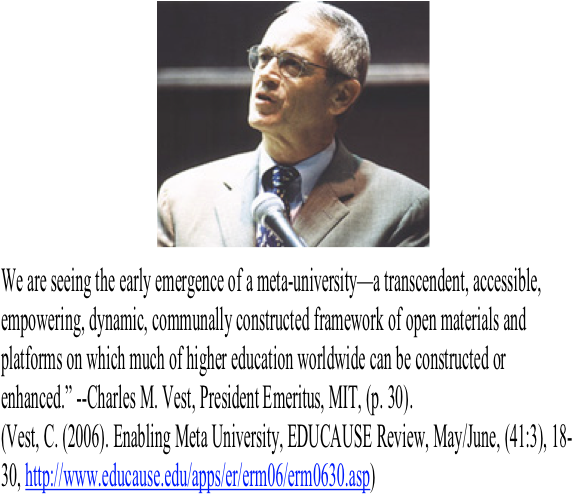 We are seeing the early emergence of a meta-university—a transcendent, accessible,
empowering, dynamic, communally constructed framework of open materials and
platforms on which much of higher education worldwide can be constructed or
enhanced.” --Charles M. Vest, President Emeritus, MIT, (p. 30).
(Vest, C. (2006). Enabling Meta University, EDUCAUSE Review, May/June, (41:3), 18-
30, http://www.educause.edu/apps/er/erm06/erm0630.asp)